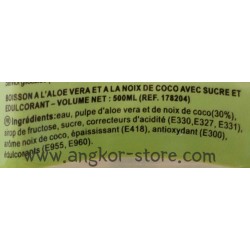 BOISSON A L'ALOE VERA ET A LA NOIX DE COCO AVEC SUCRE ET
EDULCORANT – VOLUME NET : 500ML (REF. 178204)
Ingrédients:eau, pulpe d'aloe vera et de noix de coco(30%),
sirop de fructose, sucre, correcteurs d'acidité (E330,E327, E331),
arôme noix de coco, épaississant (E418), antioxydant (E300),
édulcorants (E955, E960).
www.angkor-store.com